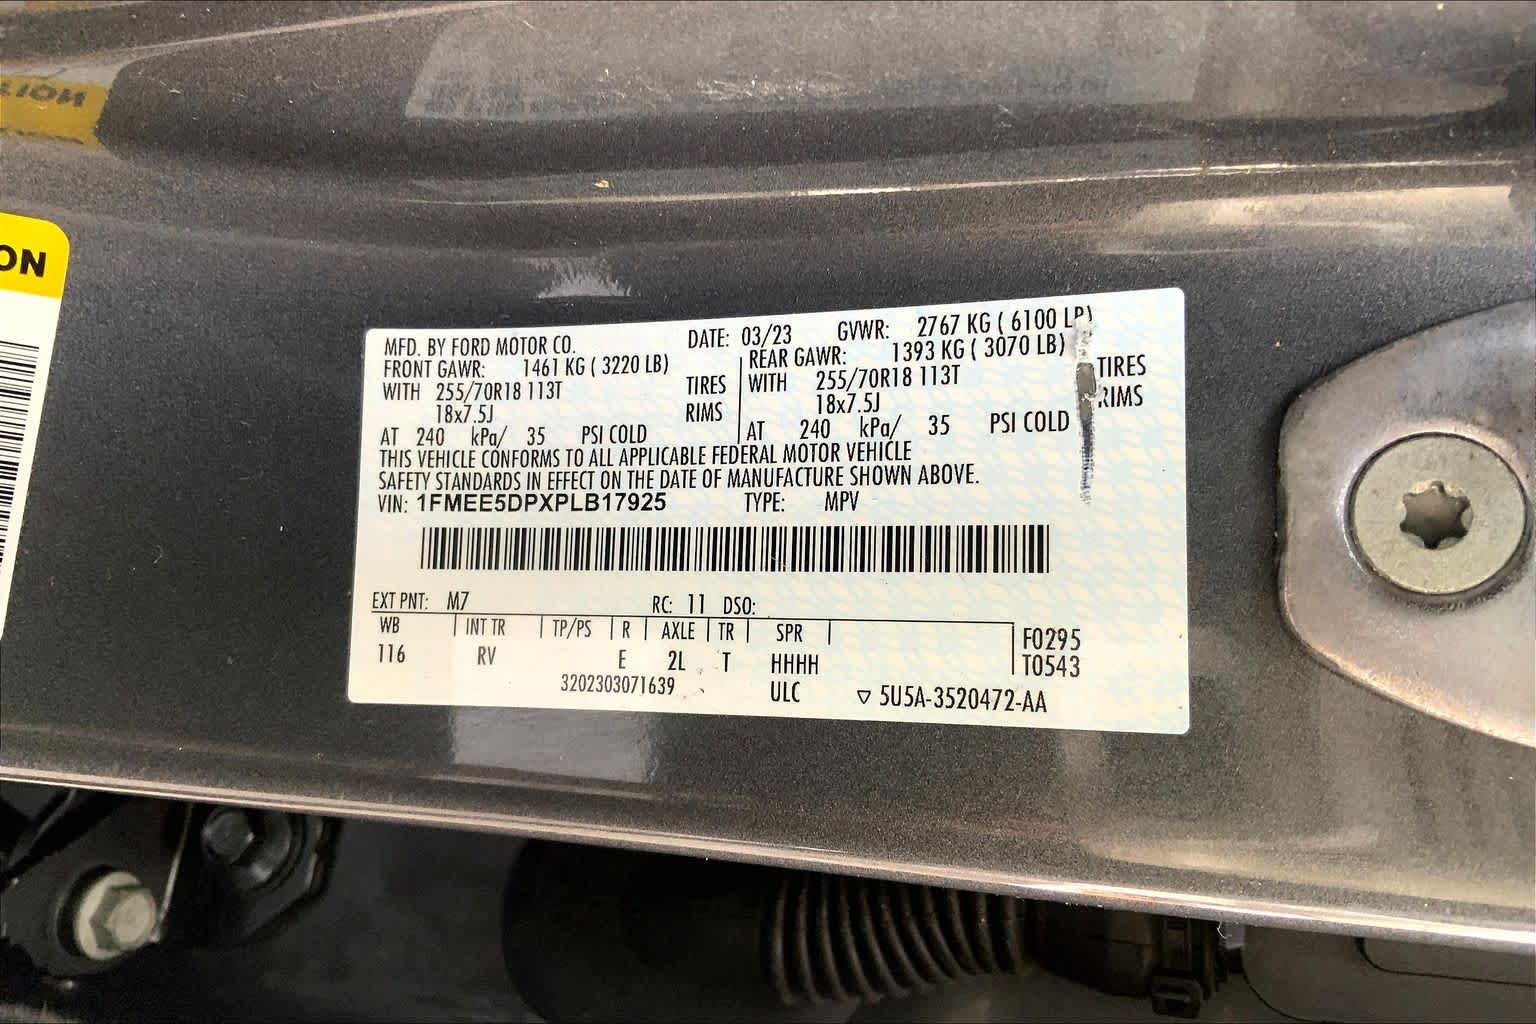 ON
MFD. BY FORD MOTOR CO. DATE: 03/23 GVWR: 2767 KG ( 6100 LB)
FRONT GAWR: 1461 KG ( 3220 LB) REAR GAWR: 1393 KG ( 3070 LB)
WITH 255/70R18 113T TIRES WITH 255/70R18 113T TIRES
18x7.5J RIMS 18x7.5J RIMS
AT 240 kPa/ 35 PSI COLD AT 240 kPa/ 35 PSI COLD
THIS VEHICLE CONFORMS TO ALL APPLICABLE FEDERAL MOTOR VEHICLE
SAFETY STANDARDS IN EFFECT ON THE DATE OF MANUFACTURE SHOWN ABOVE.
VIN: 1FMEE5DPXPLB17925 TYPE: MPV
EXT PNT: M7 RC: 11 DSO:
WB INT TR TP/PS R AXLE TR SPR F0295
116 RV E 2L T HHHH T0543
3202303071639 ULC ▽ 5U5A-3520472-AA